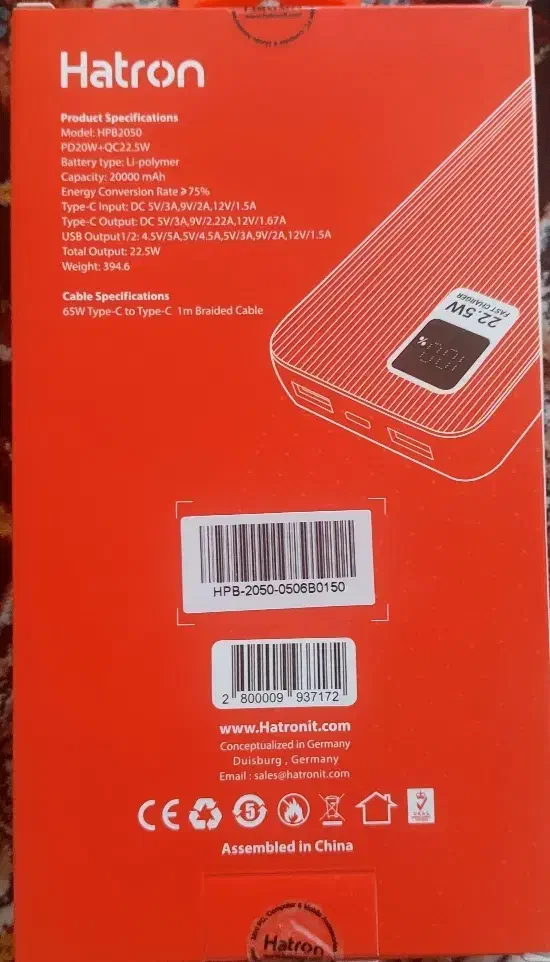 Hatron
Product Specifications
Model: HPB2050
PD20W+QC22.5W
Battery type: Li-polymer
Capacity: 20000 mAh
Energy Conversion Rate ≥75%
Type-C Input: DC 5V/3A,9V/2A,12V/1.5A
Type-C Output: DC 5V/3A,9V/2.22A,12V/1.67A
USB Output1/2: 4.5V/5A,5V/4.5A,5V/3A,9V/2A,12V/1.5A
Total Output: 22.5W
Weight: 394.6
Cable Specifications
65W Type-C to Type-C 1m Braided Cable
22.5W
FAST CHARGER
%
HPB-2050-0506B0150
2 800009 937172
www.Hatronit.com
Conceptualized in Germany
Duisburg , Germany
Email : sales@hatronit.com
CE
5
Assembled in China
Hatron